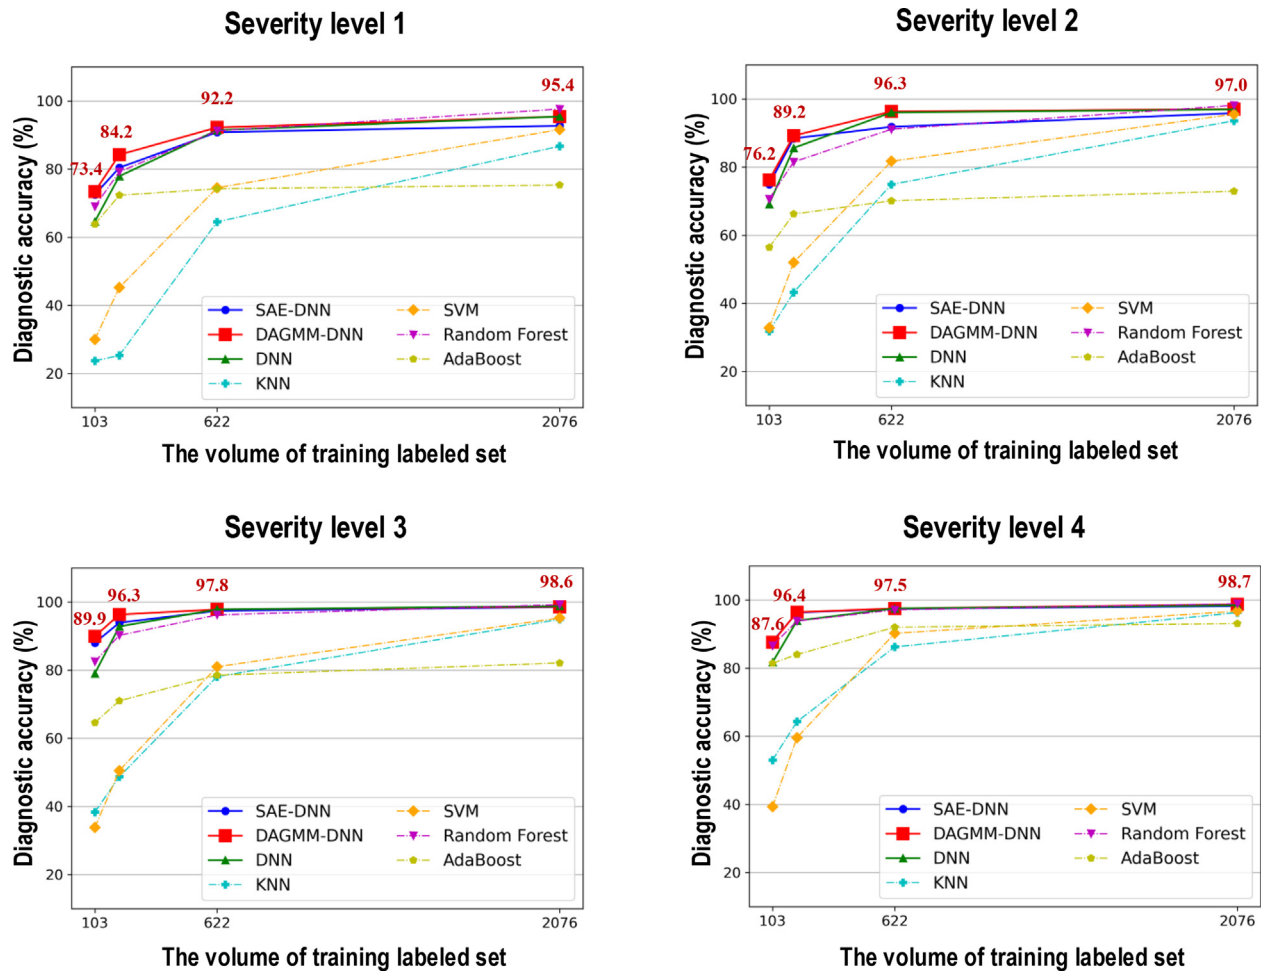 Severity level 1
Diagnostic accuracy (%)
100
80
60
40
20
73.4
84.2
92.2
95.4
SAE-DNN
DAGMM-DNN
DNN
KNN
SVM
Random Forest
AdaBoost
103
622
2076
The volume of training labeled set
Severity level 2
Diagnostic accuracy (%)
100
80
60
40
20
76.2
89.2
96.3
97.0
SAE-DNN
DAGMM-DNN
DNN
KNN
SVM
Random Forest
AdaBoost
103
622
2076
The volume of training labeled set
Severity level 3
Diagnostic accuracy (%)
100
80
60
40
20
89.9
96.3
97.8
98.6
SAE-DNN
DAGMM-DNN
DNN
KNN
SVM
Random Forest
AdaBoost
103
622
2076
The volume of training labeled set
Severity level 4
Diagnostic accuracy (%)
100
80
60
40
20
87.6
96.4
97.5
98.7
SAE-DNN
DAGMM-DNN
DNN
KNN
SVM
Random Forest
AdaBoost
103
622
2076
The volume of training labeled set